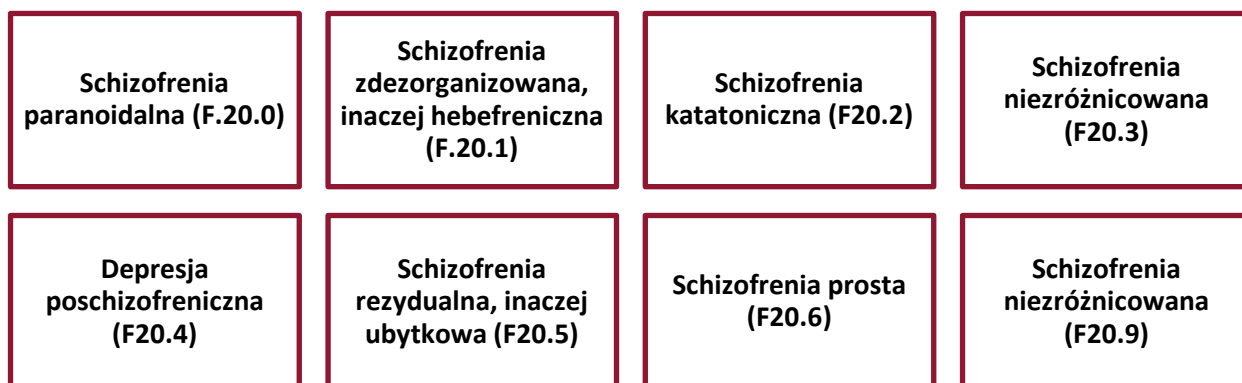 Schizofrenia
paranoidalna (F.20.0)
Schizofrenia
zdezorganizowana,
inaczej hebefreniczna
(F.20.1)
Schizofrenia
katatoniczna (F20.2)
Schizofrenia
niezróżnicowana
(F20.3)
Depresja
poschizofreniczna
(F20.4)
Schizofrenia
rezydualna, inaczej
ubytkowa (F20.5)
Schizofrenia prosta
(F20.6)
Schizofrenia
niezróżnicowana
(F20.9)